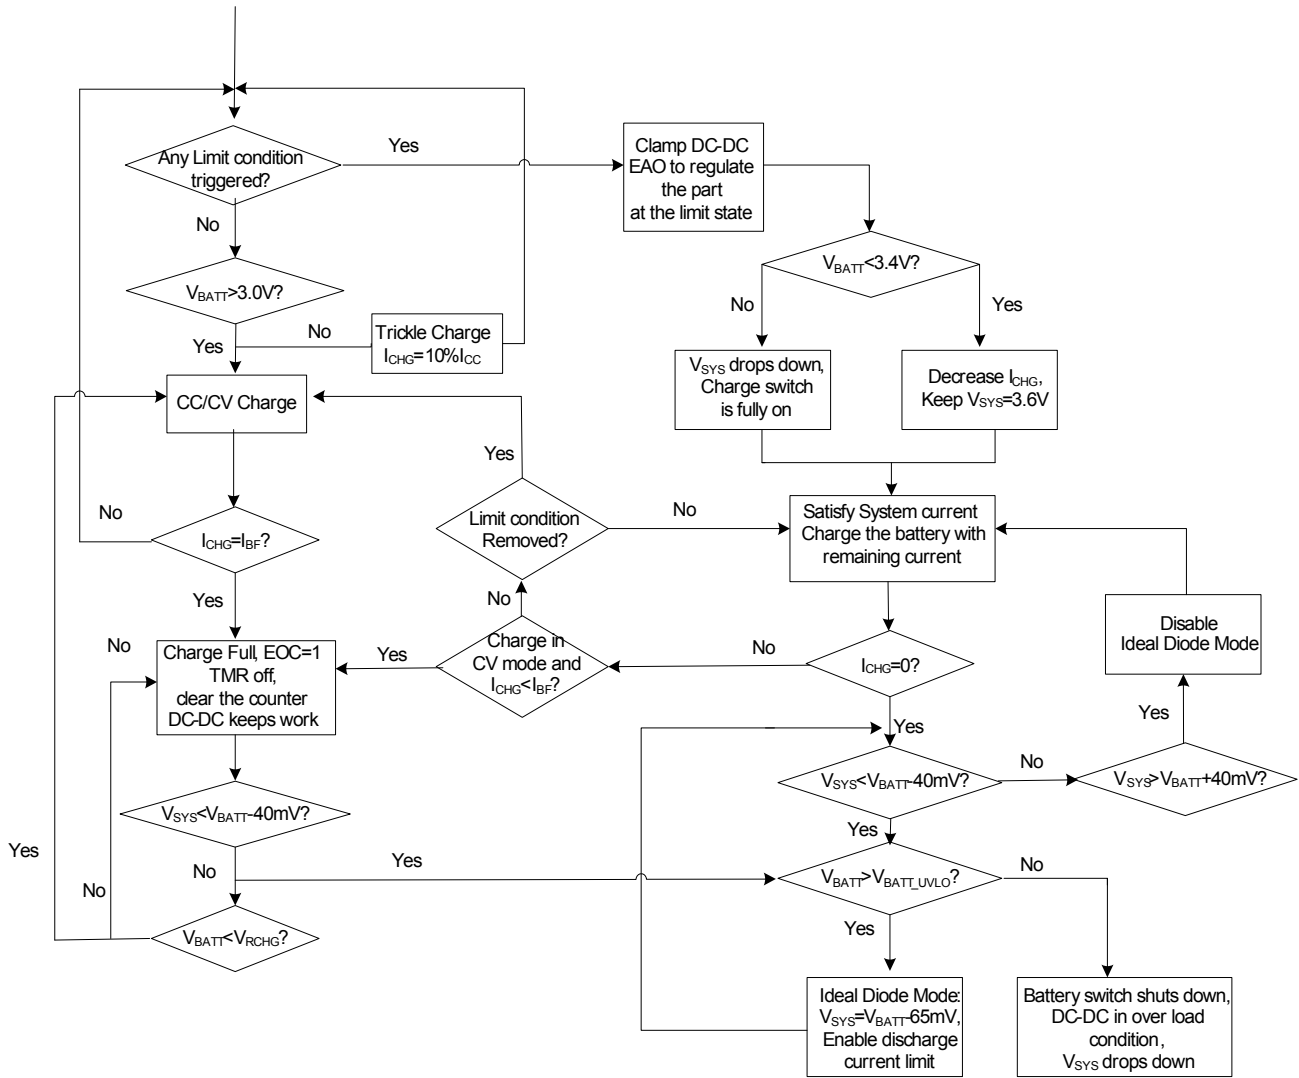 Any Limit condition
triggered?
Yes
Clamp DC-DC
EAO to regulate
the part
at the limit state
No
VBATT>3.0V?
VBATT<3.4V?
No
Yes
No
Trickle Charge
ICHG=10%ICC
Yes
VSYS drops down,
Charge switch
is fully on
Decrease ICHG,
Keep VSYS=3.6V
CC/CV Charge
Yes
Limit condition
Removed?
No
Satisfy System current
Charge the battery with
remaining current
No
ICHG=IBF?
Yes
No
Disable
Ideal Diode Mode
No
Charge Full, EOC=1
TMR off,
clear the counter
DC-DC keeps work
Yes
Charge in
CV mode and
ICHG<IBF?
No
ICHG=0?
Yes
Yes
VSYS<VBATT-40mV?
No
VSYS>VBATT+40mV?
VSYS<VBATT-40mV?
Yes
Yes
No
No
Yes
VBATT>VBATT_UVLO?
No
VBATT<VRCHG?
Yes
Ideal Diode Mode:
VSYS=VBATT-65mV,
Enable discharge
current limit
Battery switch shuts down,
DC-DC in over load
condition,
VSYS drops down